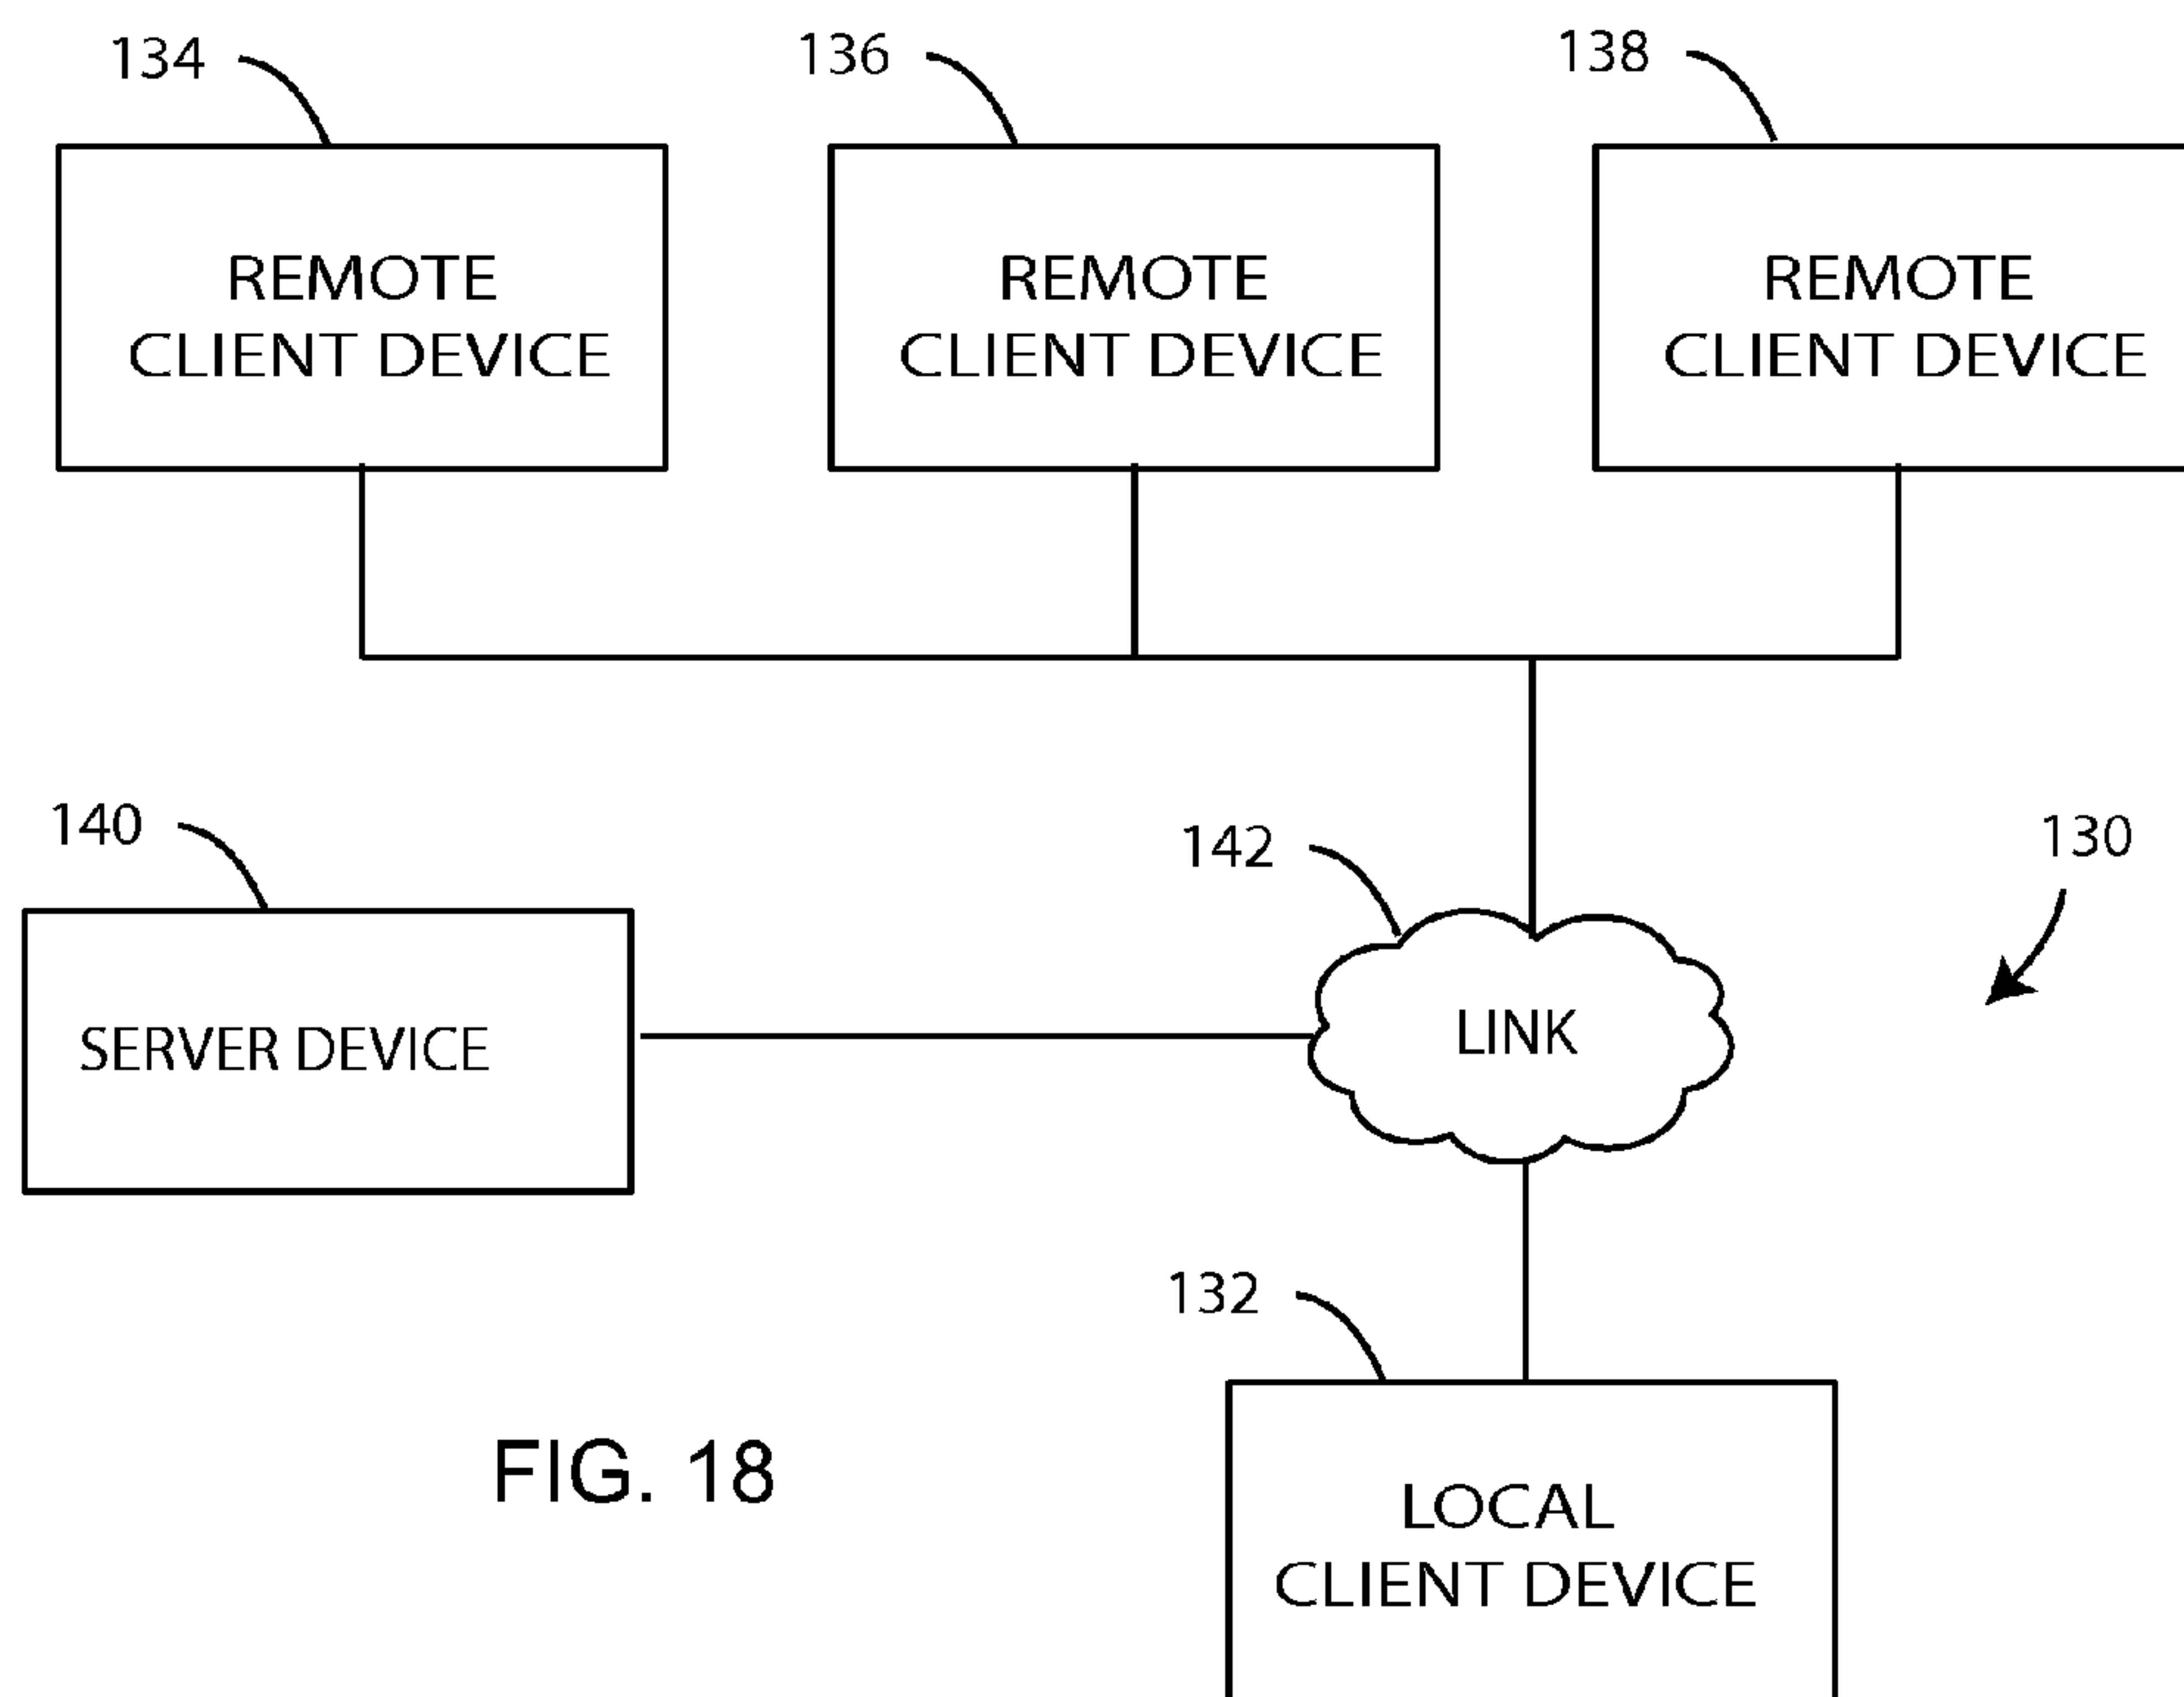 134
136
138
REMOTE
CLIENT DEVICE
REMOTE
CLIENT DEVICE
REMOTE
CLIENT DEVICE
140
142
130
SERVER DEVICE
LINK
132
FIG. 18
LOCAL
CLIENT DEVICE